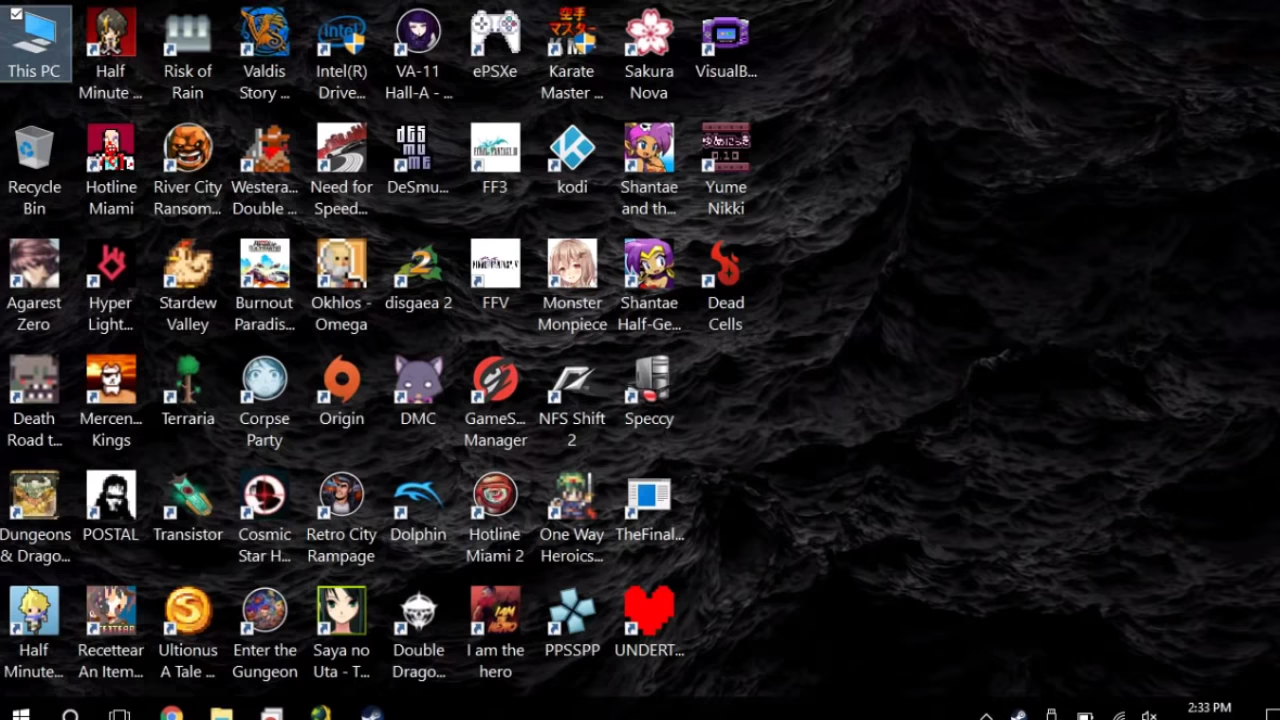 This PC
Half
Minute ...
Risk of
Rain
Valdis
Story ...
Intel(R)
Drive...
VA-11
Hall-A - ...
ePSXe
Karate
Master ...
Sakura
Nova
VisualB...
Recycle
Bin
Hotline
Miami
River City
Ransom...
Westera...
Double ...
Need for
Speed...
DeSmu...
FF3
kodi
Shantae
and th...
Yume
Nikki
Agarest
Zero
Hyper
Light...
Stardew
Valley
Burnout
Paradis...
Okhlos -
Omega
disgaea 2
FFV
Monster
Monpiece
Shantae
Half-Ge...
Dead
Cells
Death
Road t...
Mercen...
Kings
Terraria
Corpse
Party
Origin
DMC
GameS...
Manager
NFS Shift
2
Speccy
Dungeons
& Drago...
POSTAL
Transistor
Cosmic
Star H...
Retro City
Rampage
Dolphin
Hotline
Miami 2
One Way
Heroics...
TheFinal...
Half
Minute...
Recettear
An Item...
Ultionus
A Tale ...
Enter the
Gungeon
Saya no
Uta - T...
Double
Drago...
I am the
hero
PPSSPP
UNDERT...
2:33 PM